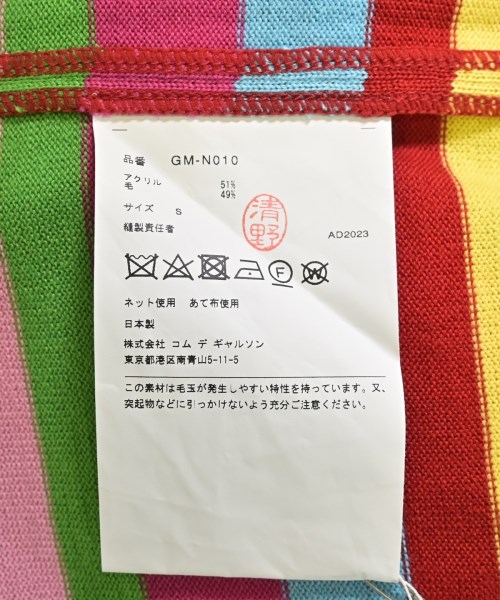 品番 GM-N010
アクリル 51%
毛 49%
サイズ S
縫製責任者
清野
AD2023
F
W
ネット使用 あて布使用
日本製
株式会社 コム デ ギャルソン
東京都港区南青山5-11-5
この素材は毛玉が発生しやすい特性を持っています。又、
突起物などに引っかけないよう充分ご注意ください。